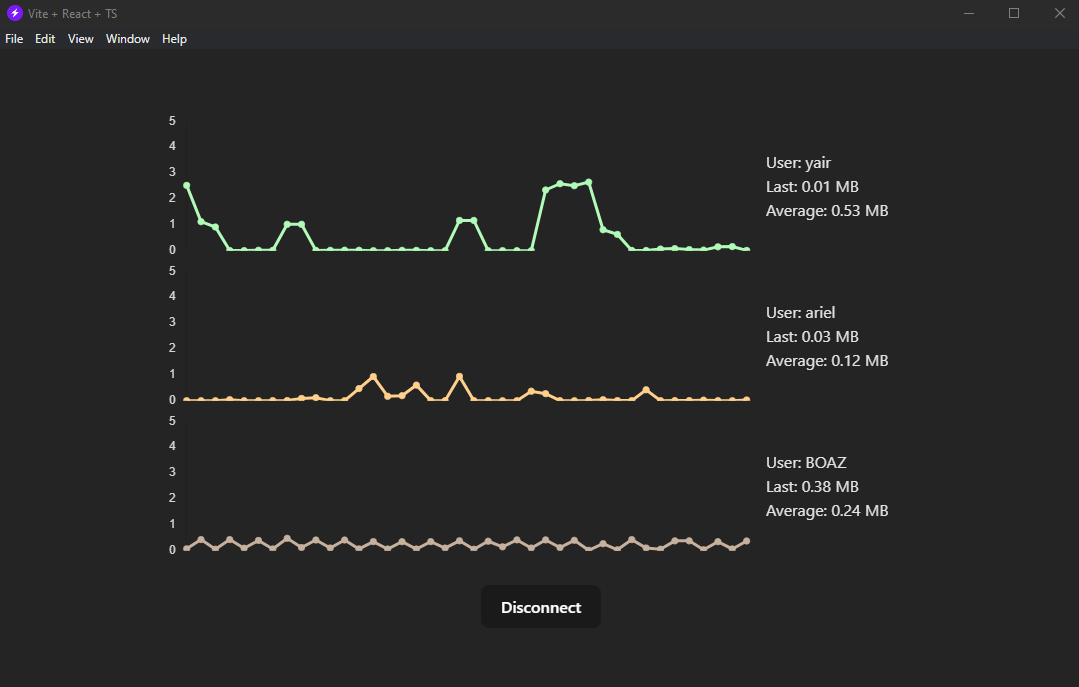 Vite + React + TS
File Edit View Window Help
5
4
3
2
1
0
User: yair
Last: 0.01 MB
Average: 0.53 MB
5
4
3
2
1
0
User: ariel
Last: 0.03 MB
Average: 0.12 MB
5
4
3
2
1
0
User: BOAZ
Last: 0.38 MB
Average: 0.24 MB
Disconnect